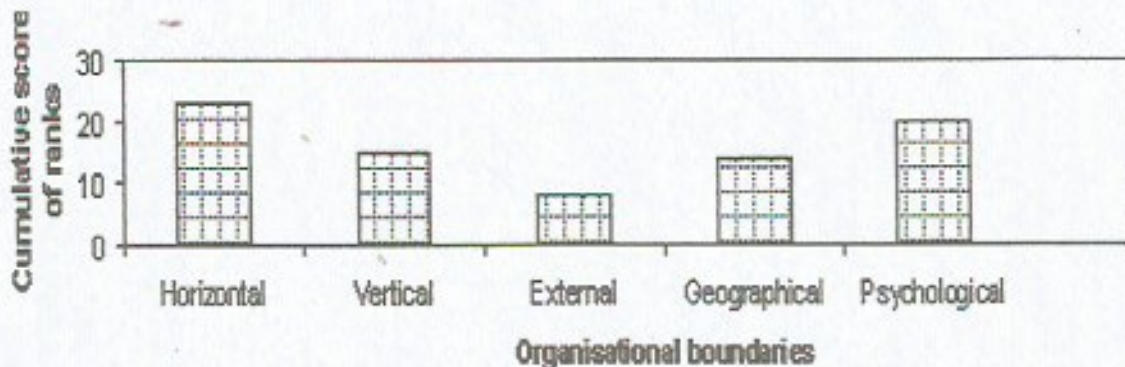 Cumulative score
of ranks
30
20
10
0
Horizontal
Vertical
External
Geographical
Psychological
Organisational boundaries